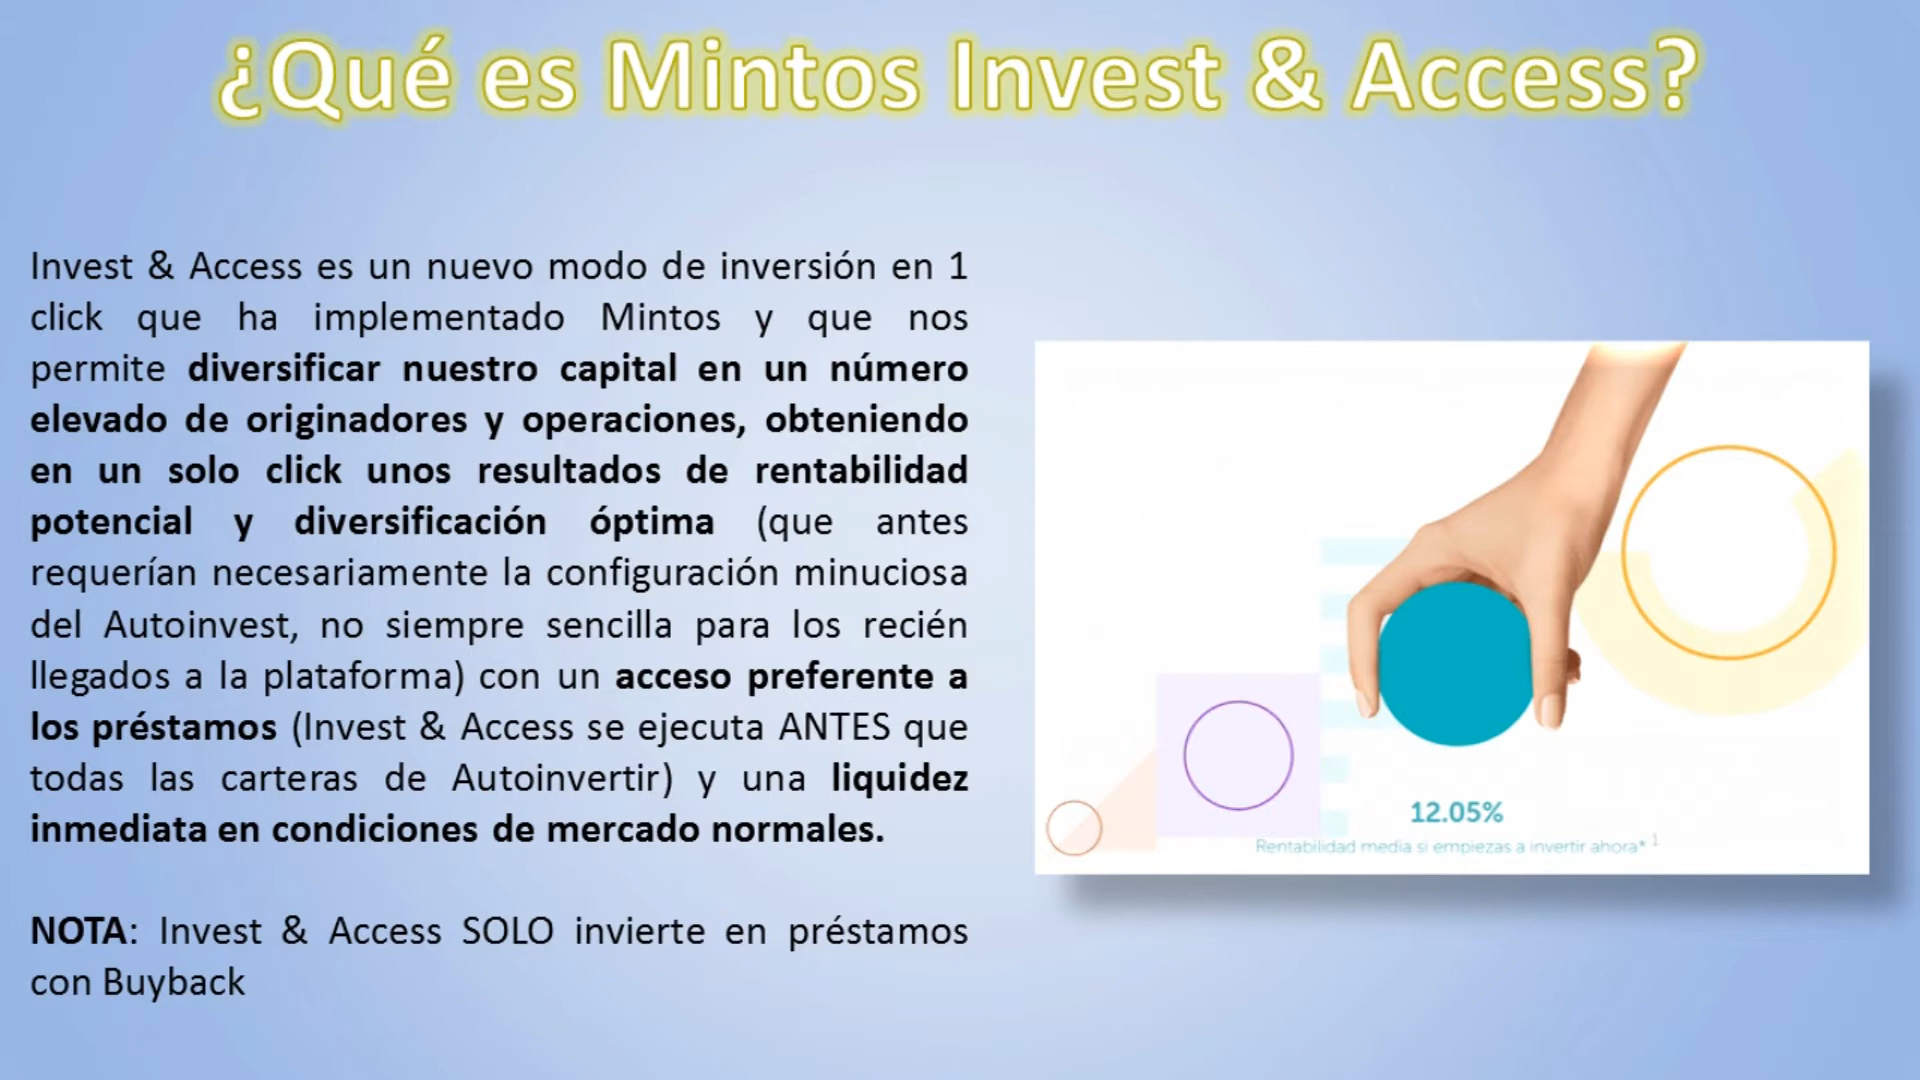 ¿Qué es Mintos Invest & Access?
Invest & Access es un nuevo modo de inversión en 1
click que ha implementado Mintos y que nos
permite diversificar nuestro capital en un número
elevado de originadores y operaciones, obteniendo
en un solo click unos resultados de rentabilidad
potencial y diversificación óptima (que antes
requerían necesariamente la configuración minuciosa
del Autoinvest, no siempre sencilla para los recién
llegados a la plataforma) con un acceso preferente a
los préstamos (Invest & Access se ejecuta ANTES que
todas las carteras de Autoinvertir) y una liquidez
inmediata en condiciones de mercado normales.
NOTA: Invest & Access SOLO invierte en préstamos
con Buyback
12.05%
Rentabilidad media si empiezas a invertir ahora* 1